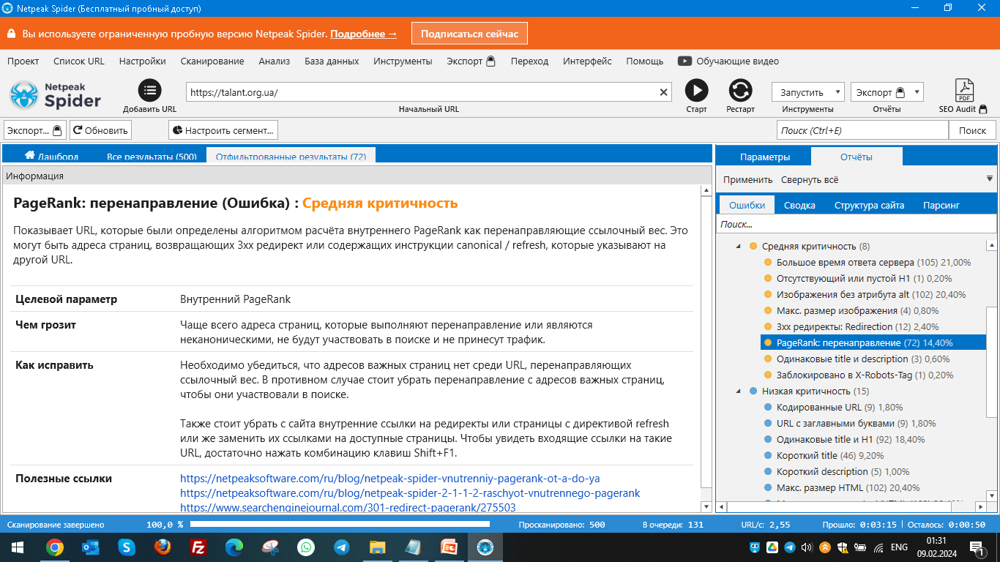 Netpeak Spider (Бесплатный пробный доступ)
Вы используете ограниченную пробную версию Netpeak Spider. Подробнее → Подписаться сейчас
Проект Список URL Настройки Сканирование Анализ База данных Инструменты Экспорт Переход Интерфейс Помощь Обучающие видео
Netpeak
Spider
https://talant.org.ua/
Запустить Экспорт
PDF
Добавить URL Начальный URL Старт Рестарт Инструменты Отчёты SEO Audit
Экспорт... Обновить Настроить сегмент... Поиск (Ctrl+E) Поиск
Дашборд Все результаты (500) Отфильтрованные результаты (72)
Информация
PageRank: перенаправление (Ошибка) : Средняя критичность
Показывает URL, которые были определены алгоритмом расчёта внутреннего PageRank как перенаправляющие ссылочный вес. Это
могут быть адреса страниц, возвращающих 3xx редирект или содержащих инструкции canonical / refresh, которые указывают на
другой URL.
Целевой параметр Внутренний PageRank
Чем грозит Чаще всего адреса страниц, которые выполняют перенаправление или являются
неканоническими, не будут участвовать в поиске и не принесут трафик.
Как исправить Необходимо убедиться, что адресов важных страниц нет среди URL, перенаправляющих
ссылочный вес. В противном случае стоит убрать перенаправление с адресов важных страниц,
чтобы они участвовали в поиске.
Также стоит убрать с сайта внутренние ссылки на редиректы или страницы с директивой refresh
или же заменить их ссылками на доступные страницы. Чтобы увидеть входящие ссылки на такие
URL, достаточно нажать комбинацию клавиш Shift+F1.
Полезные ссылки https://netpeaksoftware.com/ru/blog/netpeak-spider-vnutrenniy-pagerank-ot-a-do-ya
https://netpeaksoftware.com/ru/blog/netpeak-spider-2-1-1-2-raschyot-vnutrennego-pagerank
https://www.searchenginejournal.com/301-redirect-pagerank/275503
Параметры Отчёты
Применить Свернуть всё
Ошибки Сводка Структура сайта Парсинг
Поиск...
Средняя критичность (8)
Большое время ответа сервера (105) 21,00%
Отсутствующий или пустой H1 (1) 0,20%
Изображения без атрибута alt (102) 20,40%
Макс. размер изображения (4) 0,80%
3xx редиректы: Redirection (12) 2,40%
PageRank: перенаправление (72) 14,40%
Одинаковые title и description (3) 0,60%
Заблокировано в X-Robots-Tag (1) 0,20%
Низкая критичность (15)
Кодированные URL (9) 1,80%
URL с заглавными буквами (9) 1,80%
Одинаковые title и H1 (92) 18,40%
Короткий title (46) 9,20%
Короткий description (5) 1,00%
Макс. размер HTML (102) 20,40%
Сканирование завершено 100,0 % Просканировано: 500 В очереди: 131 URL/с: 2,55 Прошло: 0:03:15 Осталось: 0:00:50
ENG
01:31
09.02.2024
1